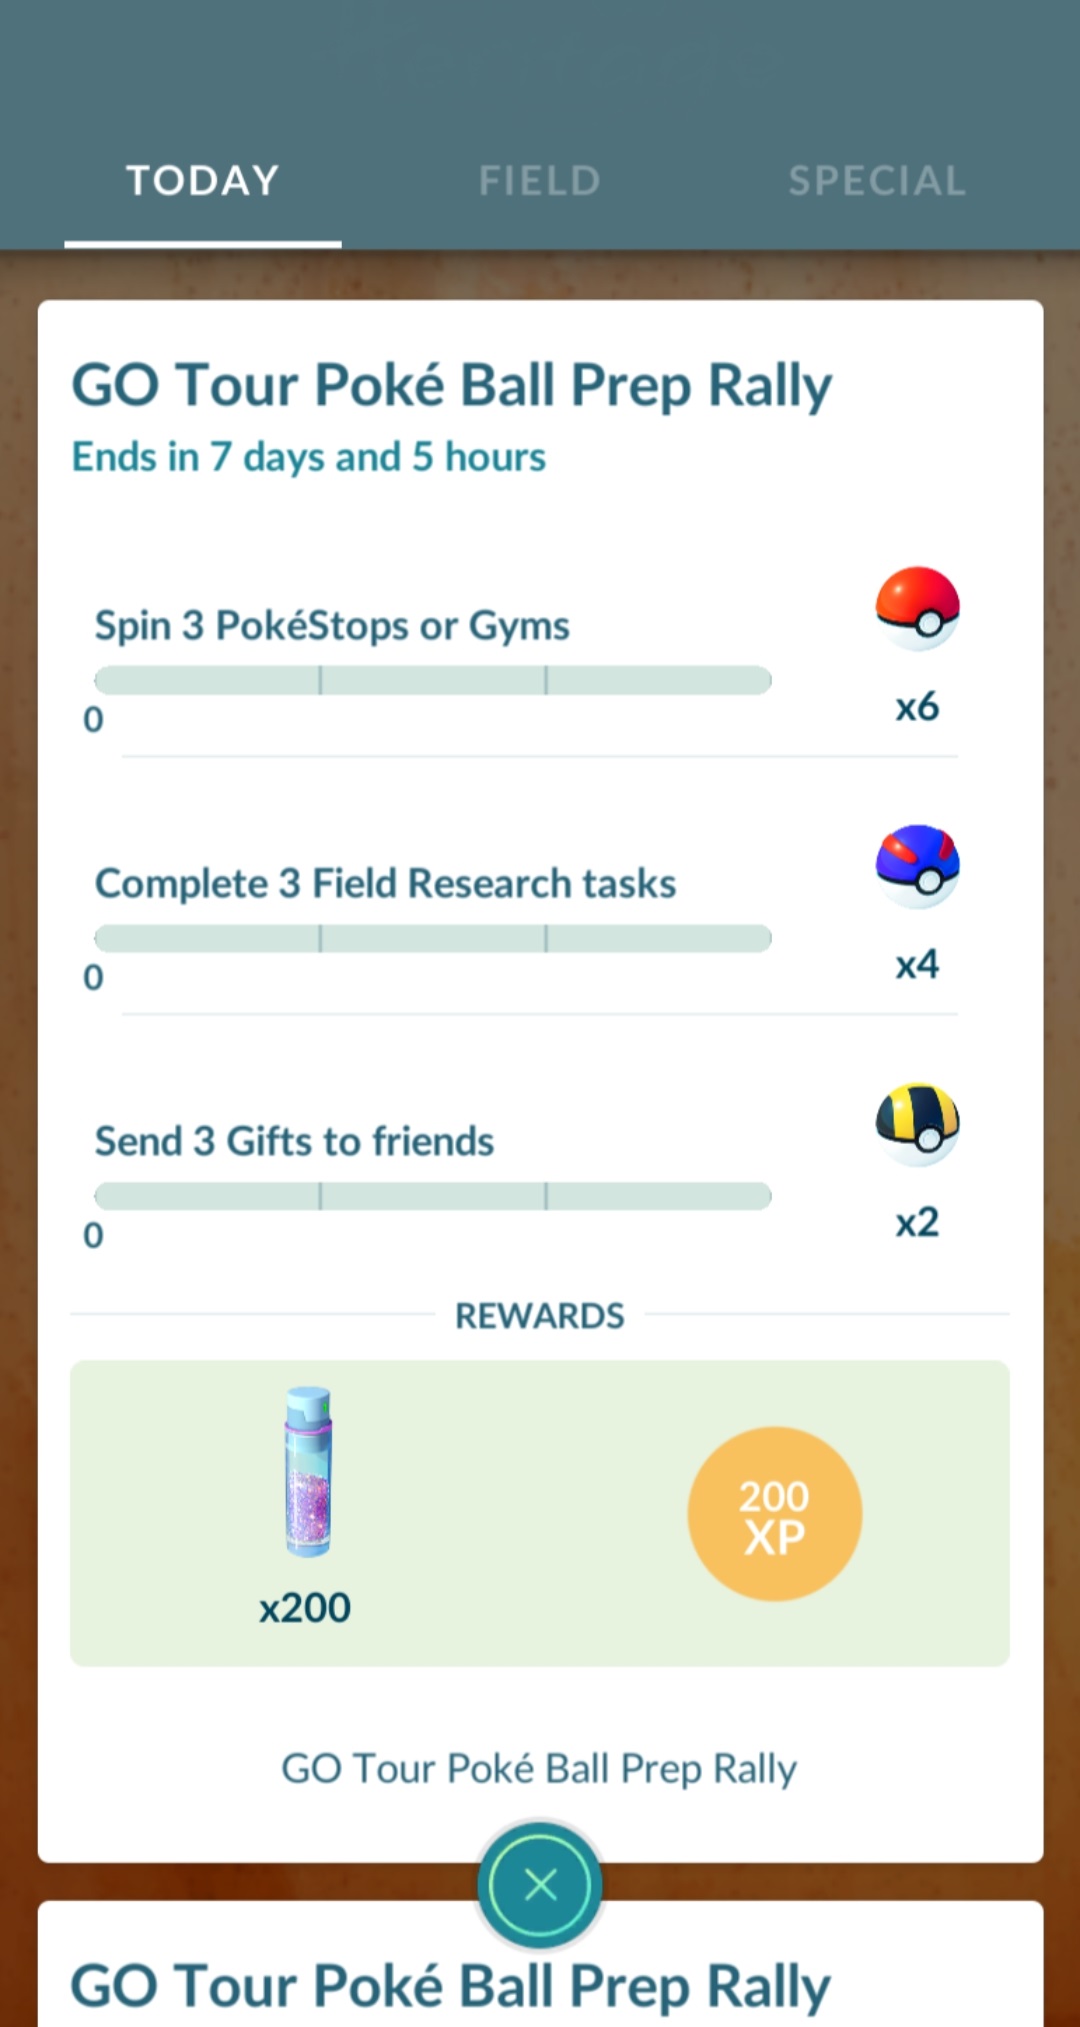 TODAY FIELD SPECIAL
GO Tour Poké Ball Prep Rally
Ends in 7 days and 5 hours
Spin 3 PokéStops or Gyms
0
x6
Complete 3 Field Research tasks
0
x4
Send 3 Gifts to friends
0
x2
REWARDS
200
XP
x200
GO Tour Poké Ball Prep Rally
GO Tour Poké Ball Prep Rally